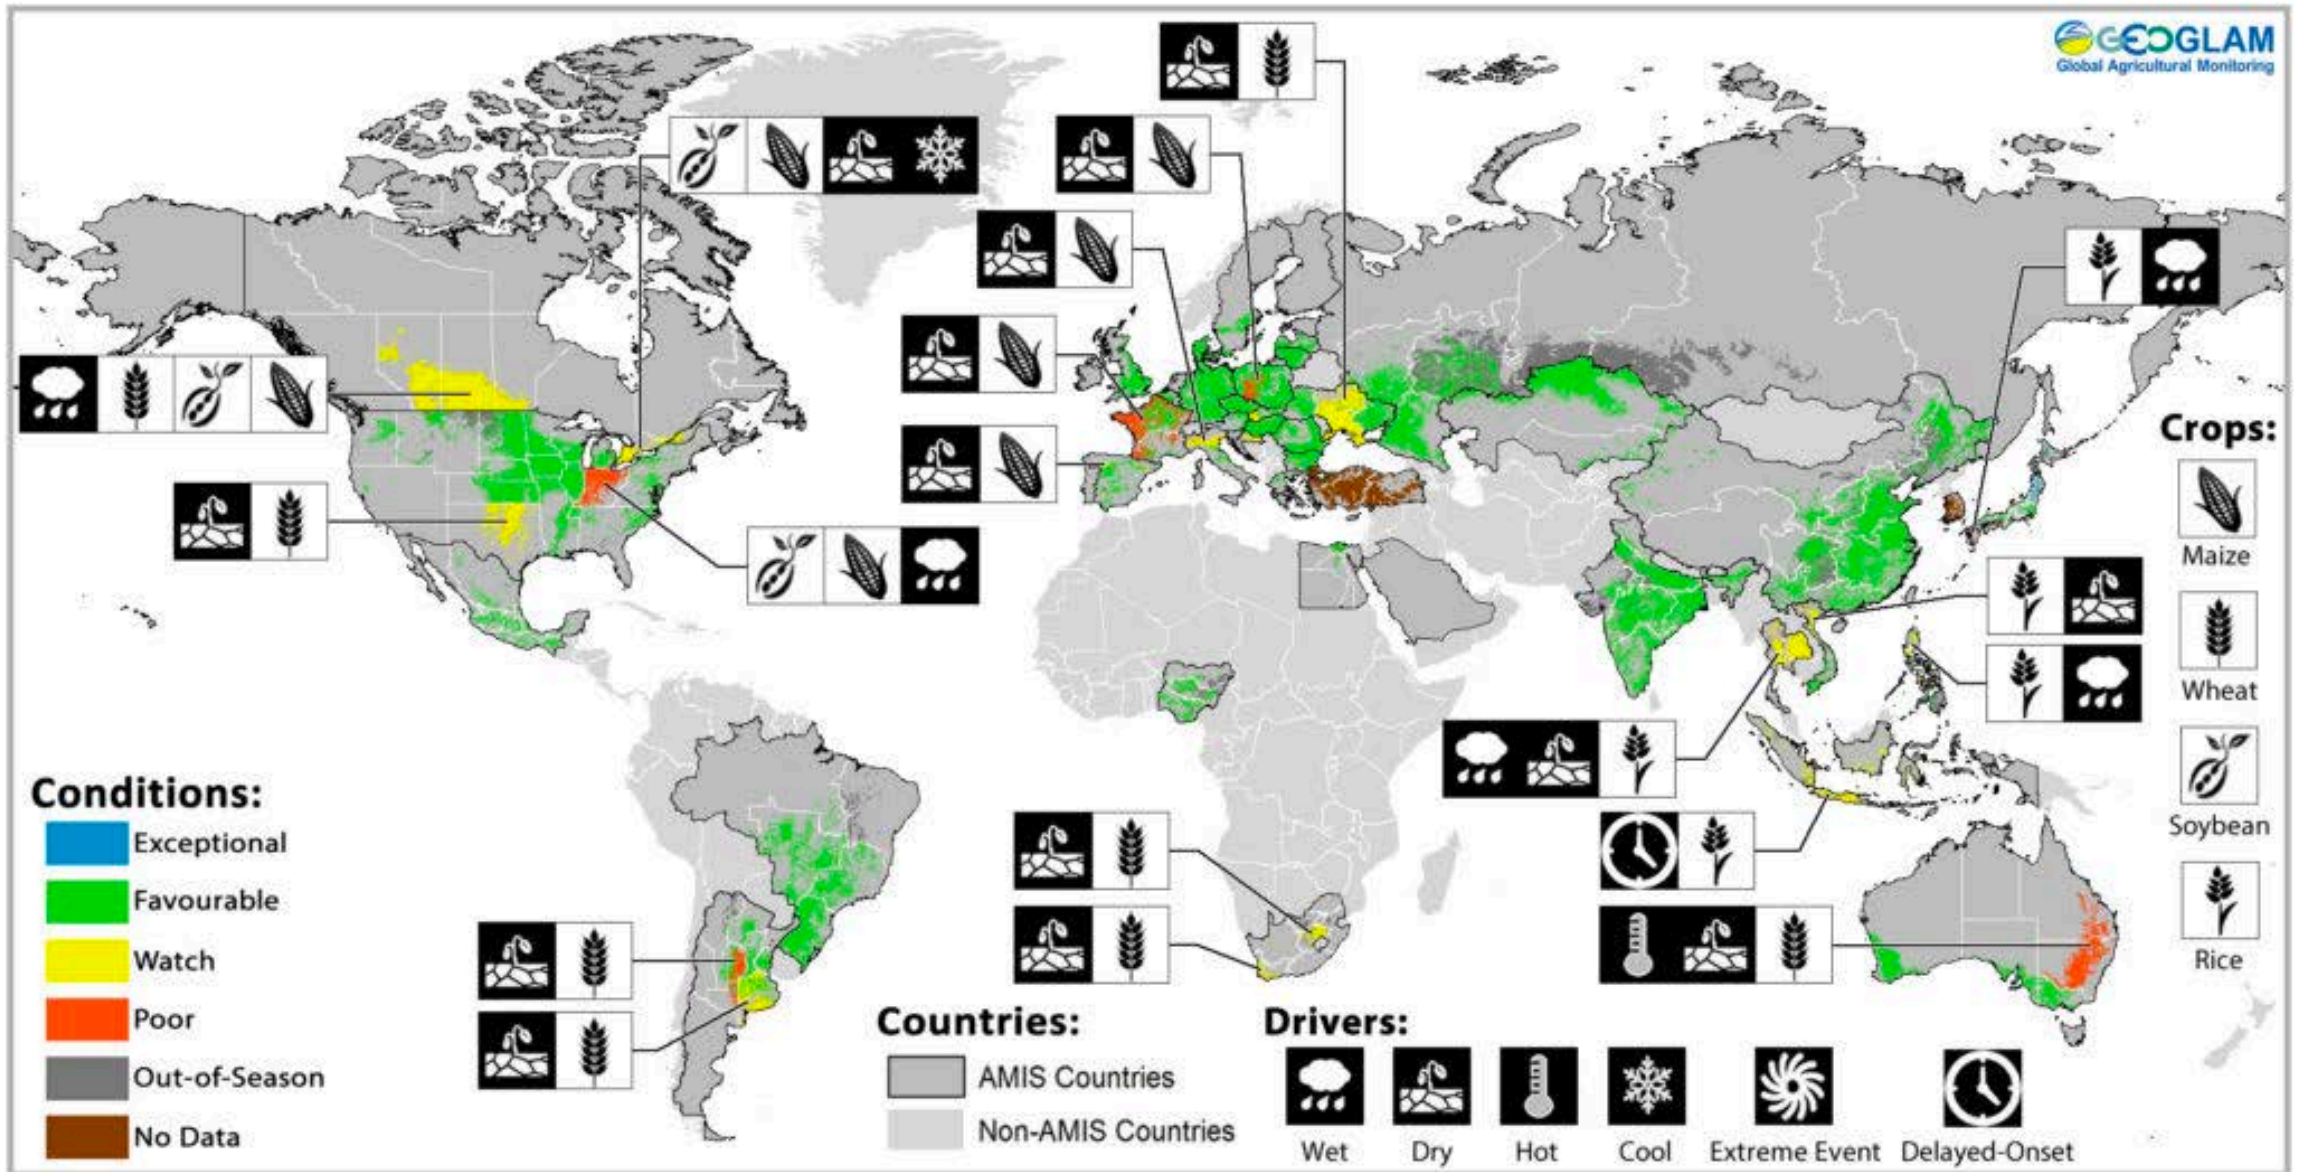 GEOGLAM
Global Agricultural Monitoring
Crops:
Maize
Wheat
Soybean
Rice
Conditions:
Exceptional
Favourable
Watch
Poor
Out-of-Season
No Data
Countries:
AMIS Countries
Non-AMIS Countries
Drivers:
Wet
Dry
Hot
Cool
Extreme Event
Delayed-Onset